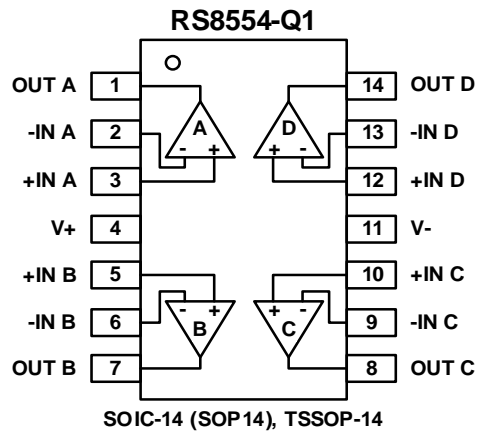 RS8554-Q1
OUT A 1 14 OUT D
-IN A 2 A D 13 -IN D
- + + -
+IN A 3 12 +IN D
V+ 4 11 V-
+IN B 5 10 +IN C
- + + -
-IN B 6 B C 9 -IN C
OUT B 7 8 OUT C
SOIC-14 (SOP14), TSSOP-14